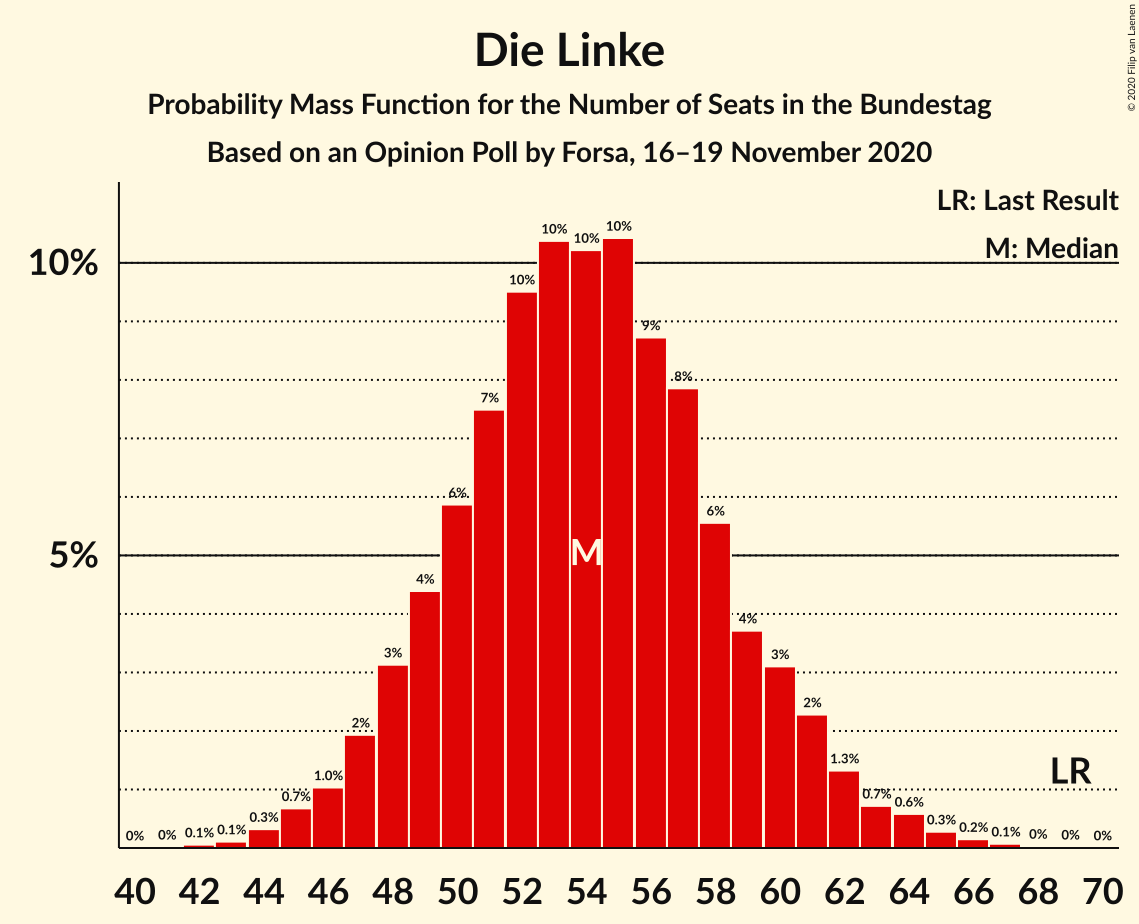 Die Linke
Probability Mass Function for the Number of Seats in the Bundestag
Based on an Opinion Poll by Forsa, 16–19 November 2020
© 2020 Filip van Laenen
LR: Last Result
M: Median
10%
5%
0% 0% 0.1% 0.1% 0.3% 0.7% 1.0% 2% 3% 4% 6% 7% 10% 10% 10% 10% 9% 8% 6% 4% 3% 2% 1.3% 0.7% 0.6% 0.3% 0.2% 0.1% 0% 0% 0%
M
LR
40 42 44 46 48 50 52 54 56 58 60 62 64 66 68 70